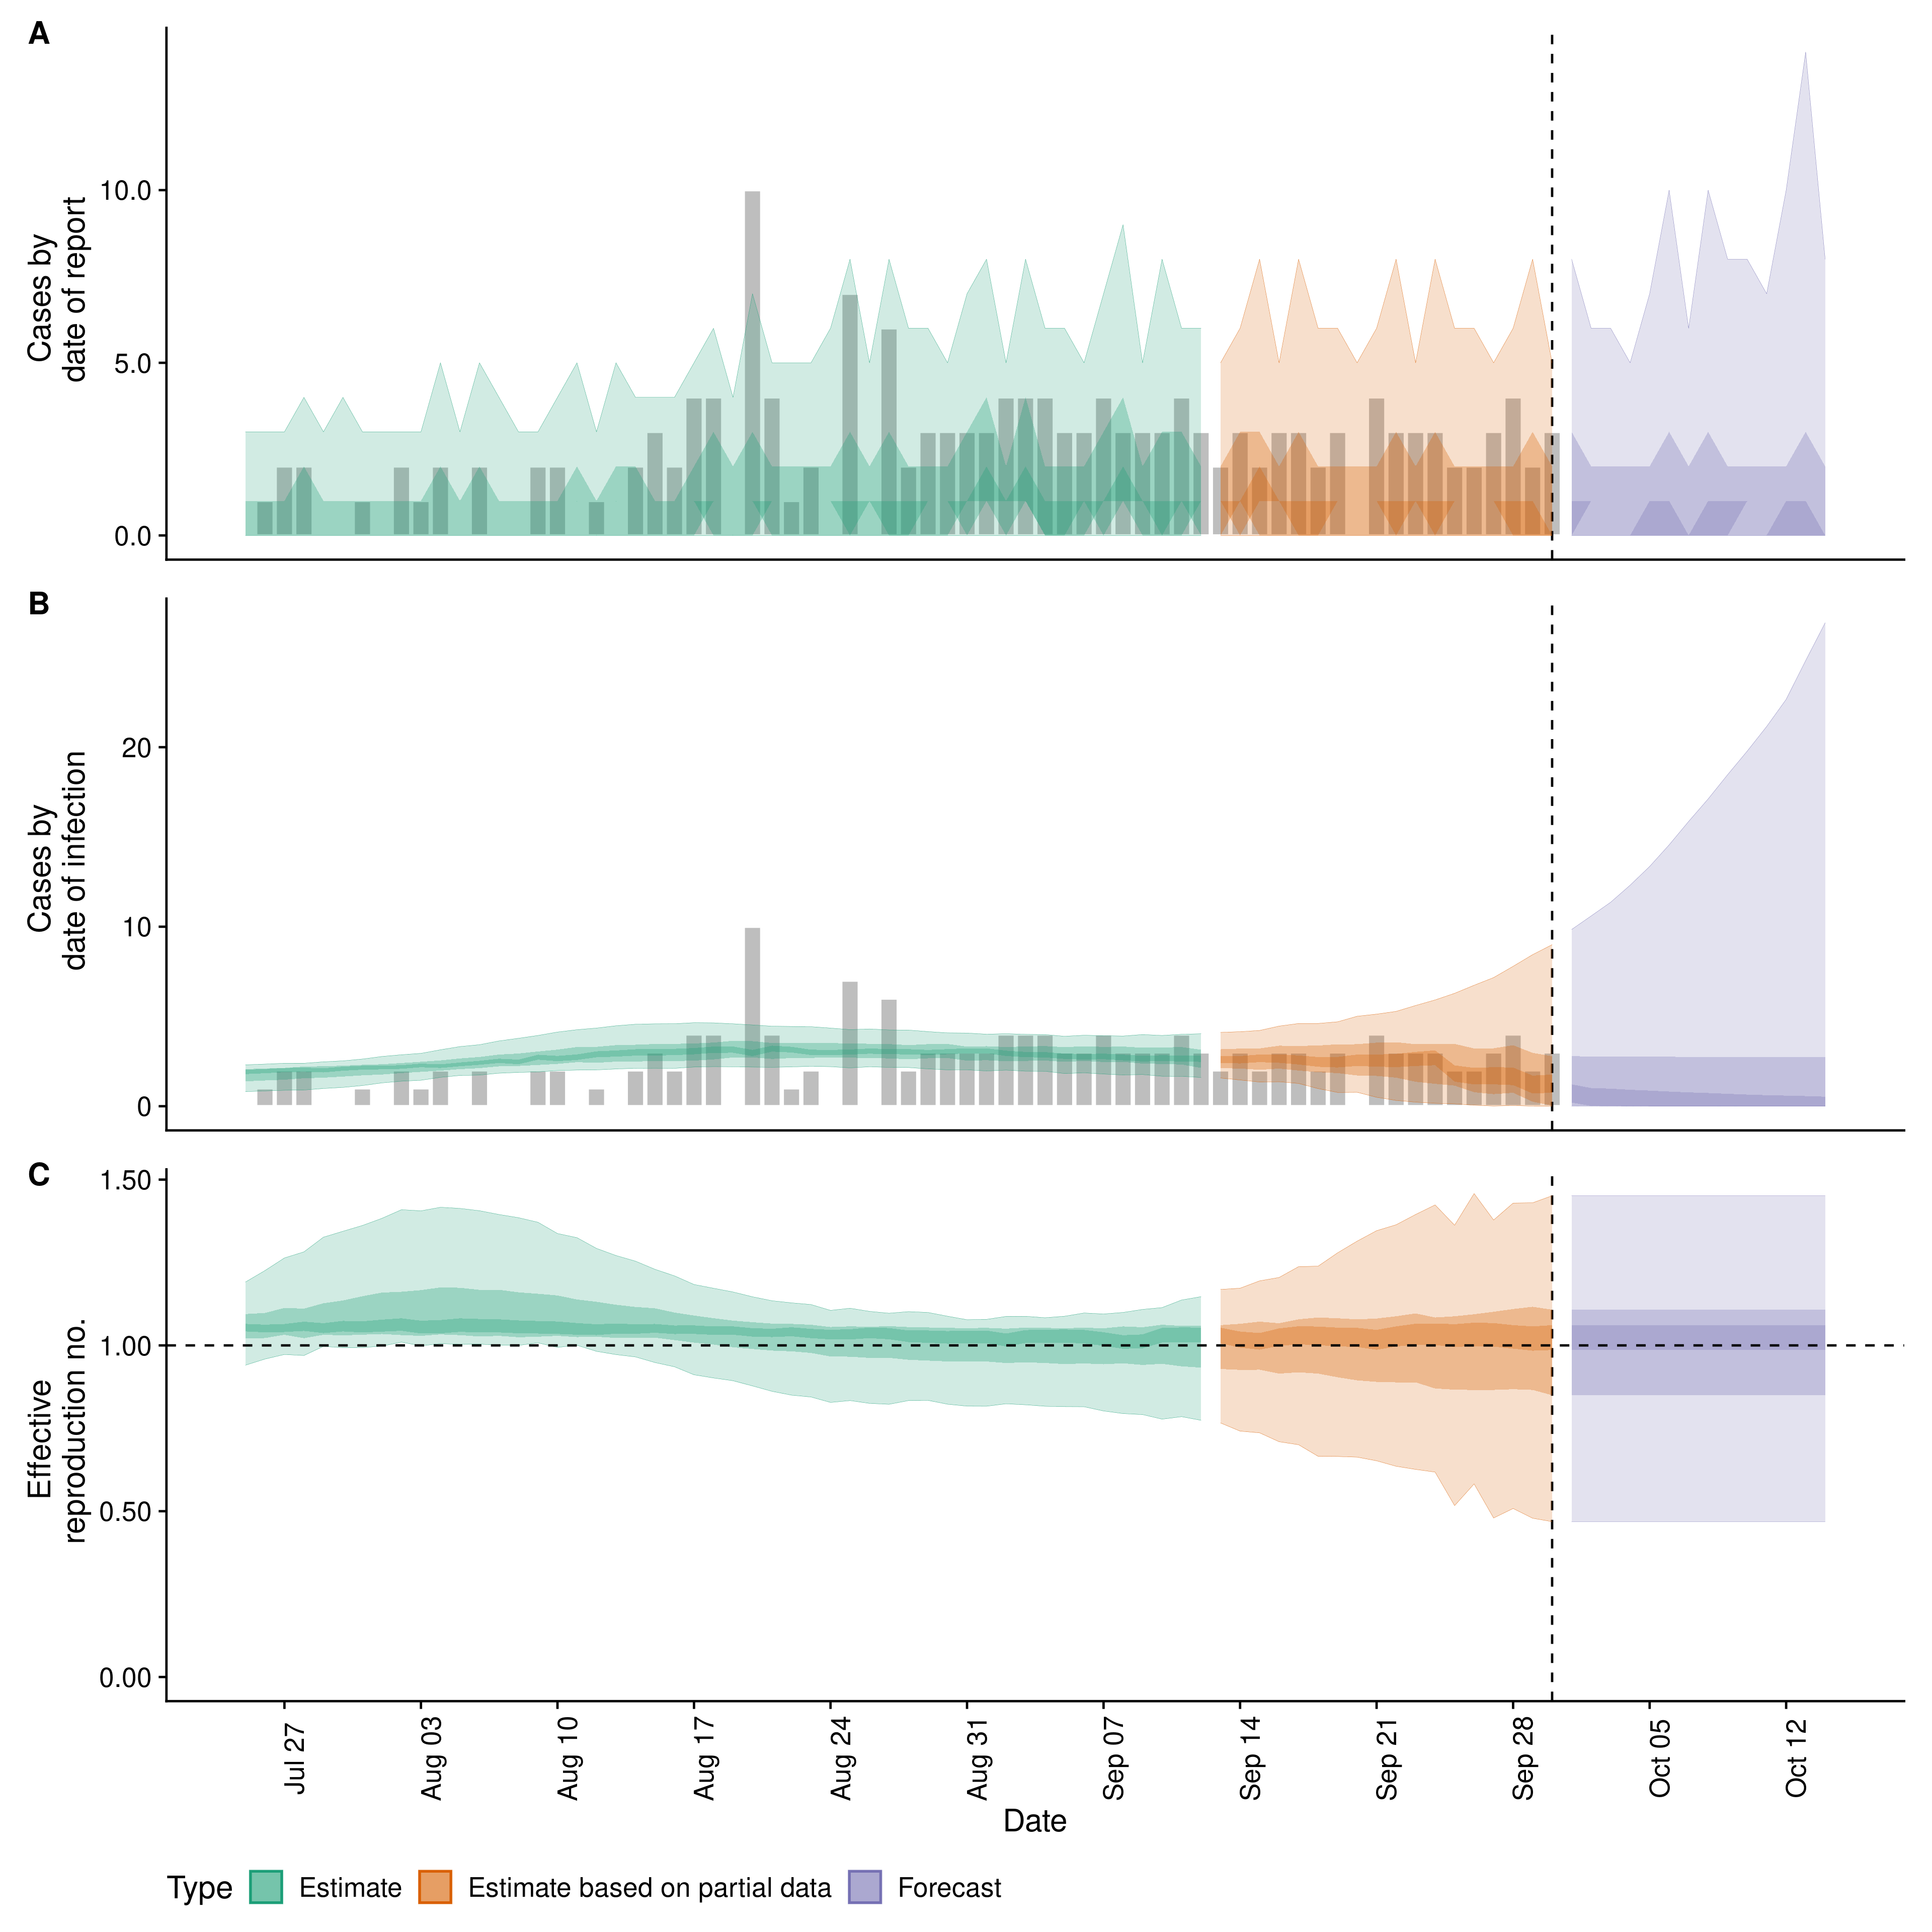 A
Cases by
date of report
10.0
5.0
0.0
B
Cases by
date of infection
20
10
0
C
Effective
reproduction no.
1.50
1.00
0.50
0.00
Jul 27
Aug 03
Aug 10
Aug 17
Aug 24
Aug 31
Sep 07
Sep 14
Sep 21
Sep 28
Oct 05
Oct 12
Date
Type Estimate Estimate based on partial data Forecast